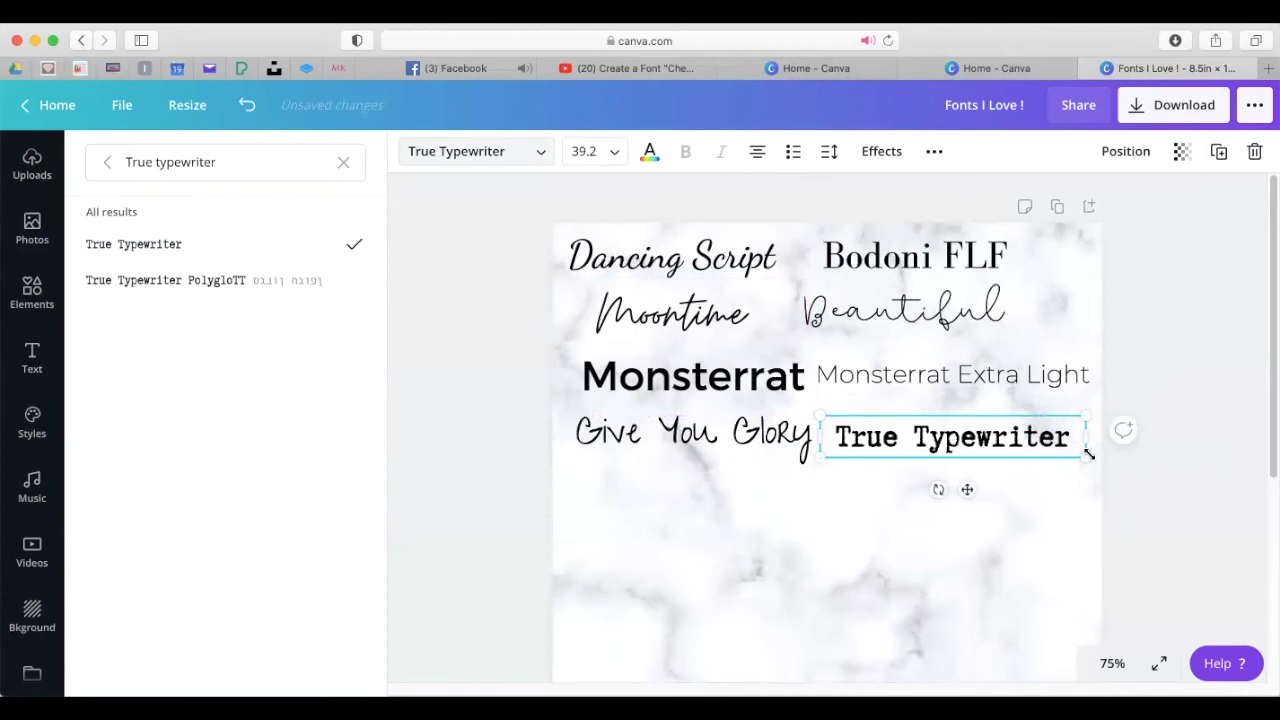 canva.com
19
MK
(3) Facebook
(20) Create a Font "Che...
Home - Canva
Home - Canva
Fonts I Love ! - 8.5in × 1...
Home
File
Resize
Unsaved changes
Fonts I Love !
Share
Download
Uploads
Photos
Elements
Text
Styles
Music
Videos
Bkground
True typewriter
All results
True Typewriter
True Typewriter PolygloTT
True Typewriter
39.2
A
B
I
Effects
Position
Dancing Script
Bodoni FLF
Moontime
Beautiful
Monsterrat
Monsterrat Extra Light
Give You Glory
True Typewriter
75%
Help ?